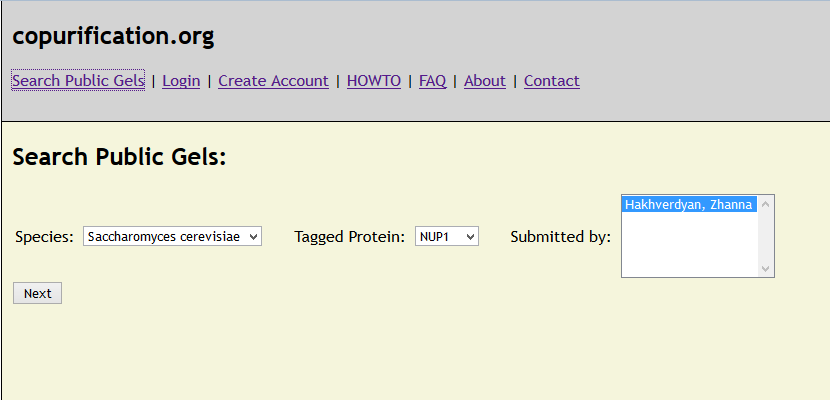 copurification.org
Search Public Gels | Login | Create Account | HOWTO | FAQ | About | Contact
Search Public Gels:
Hakhverdyan, Zhanna
Species: Saccharomyces cerevisiae Tagged Protein: NUP1 Submitted by:
Next